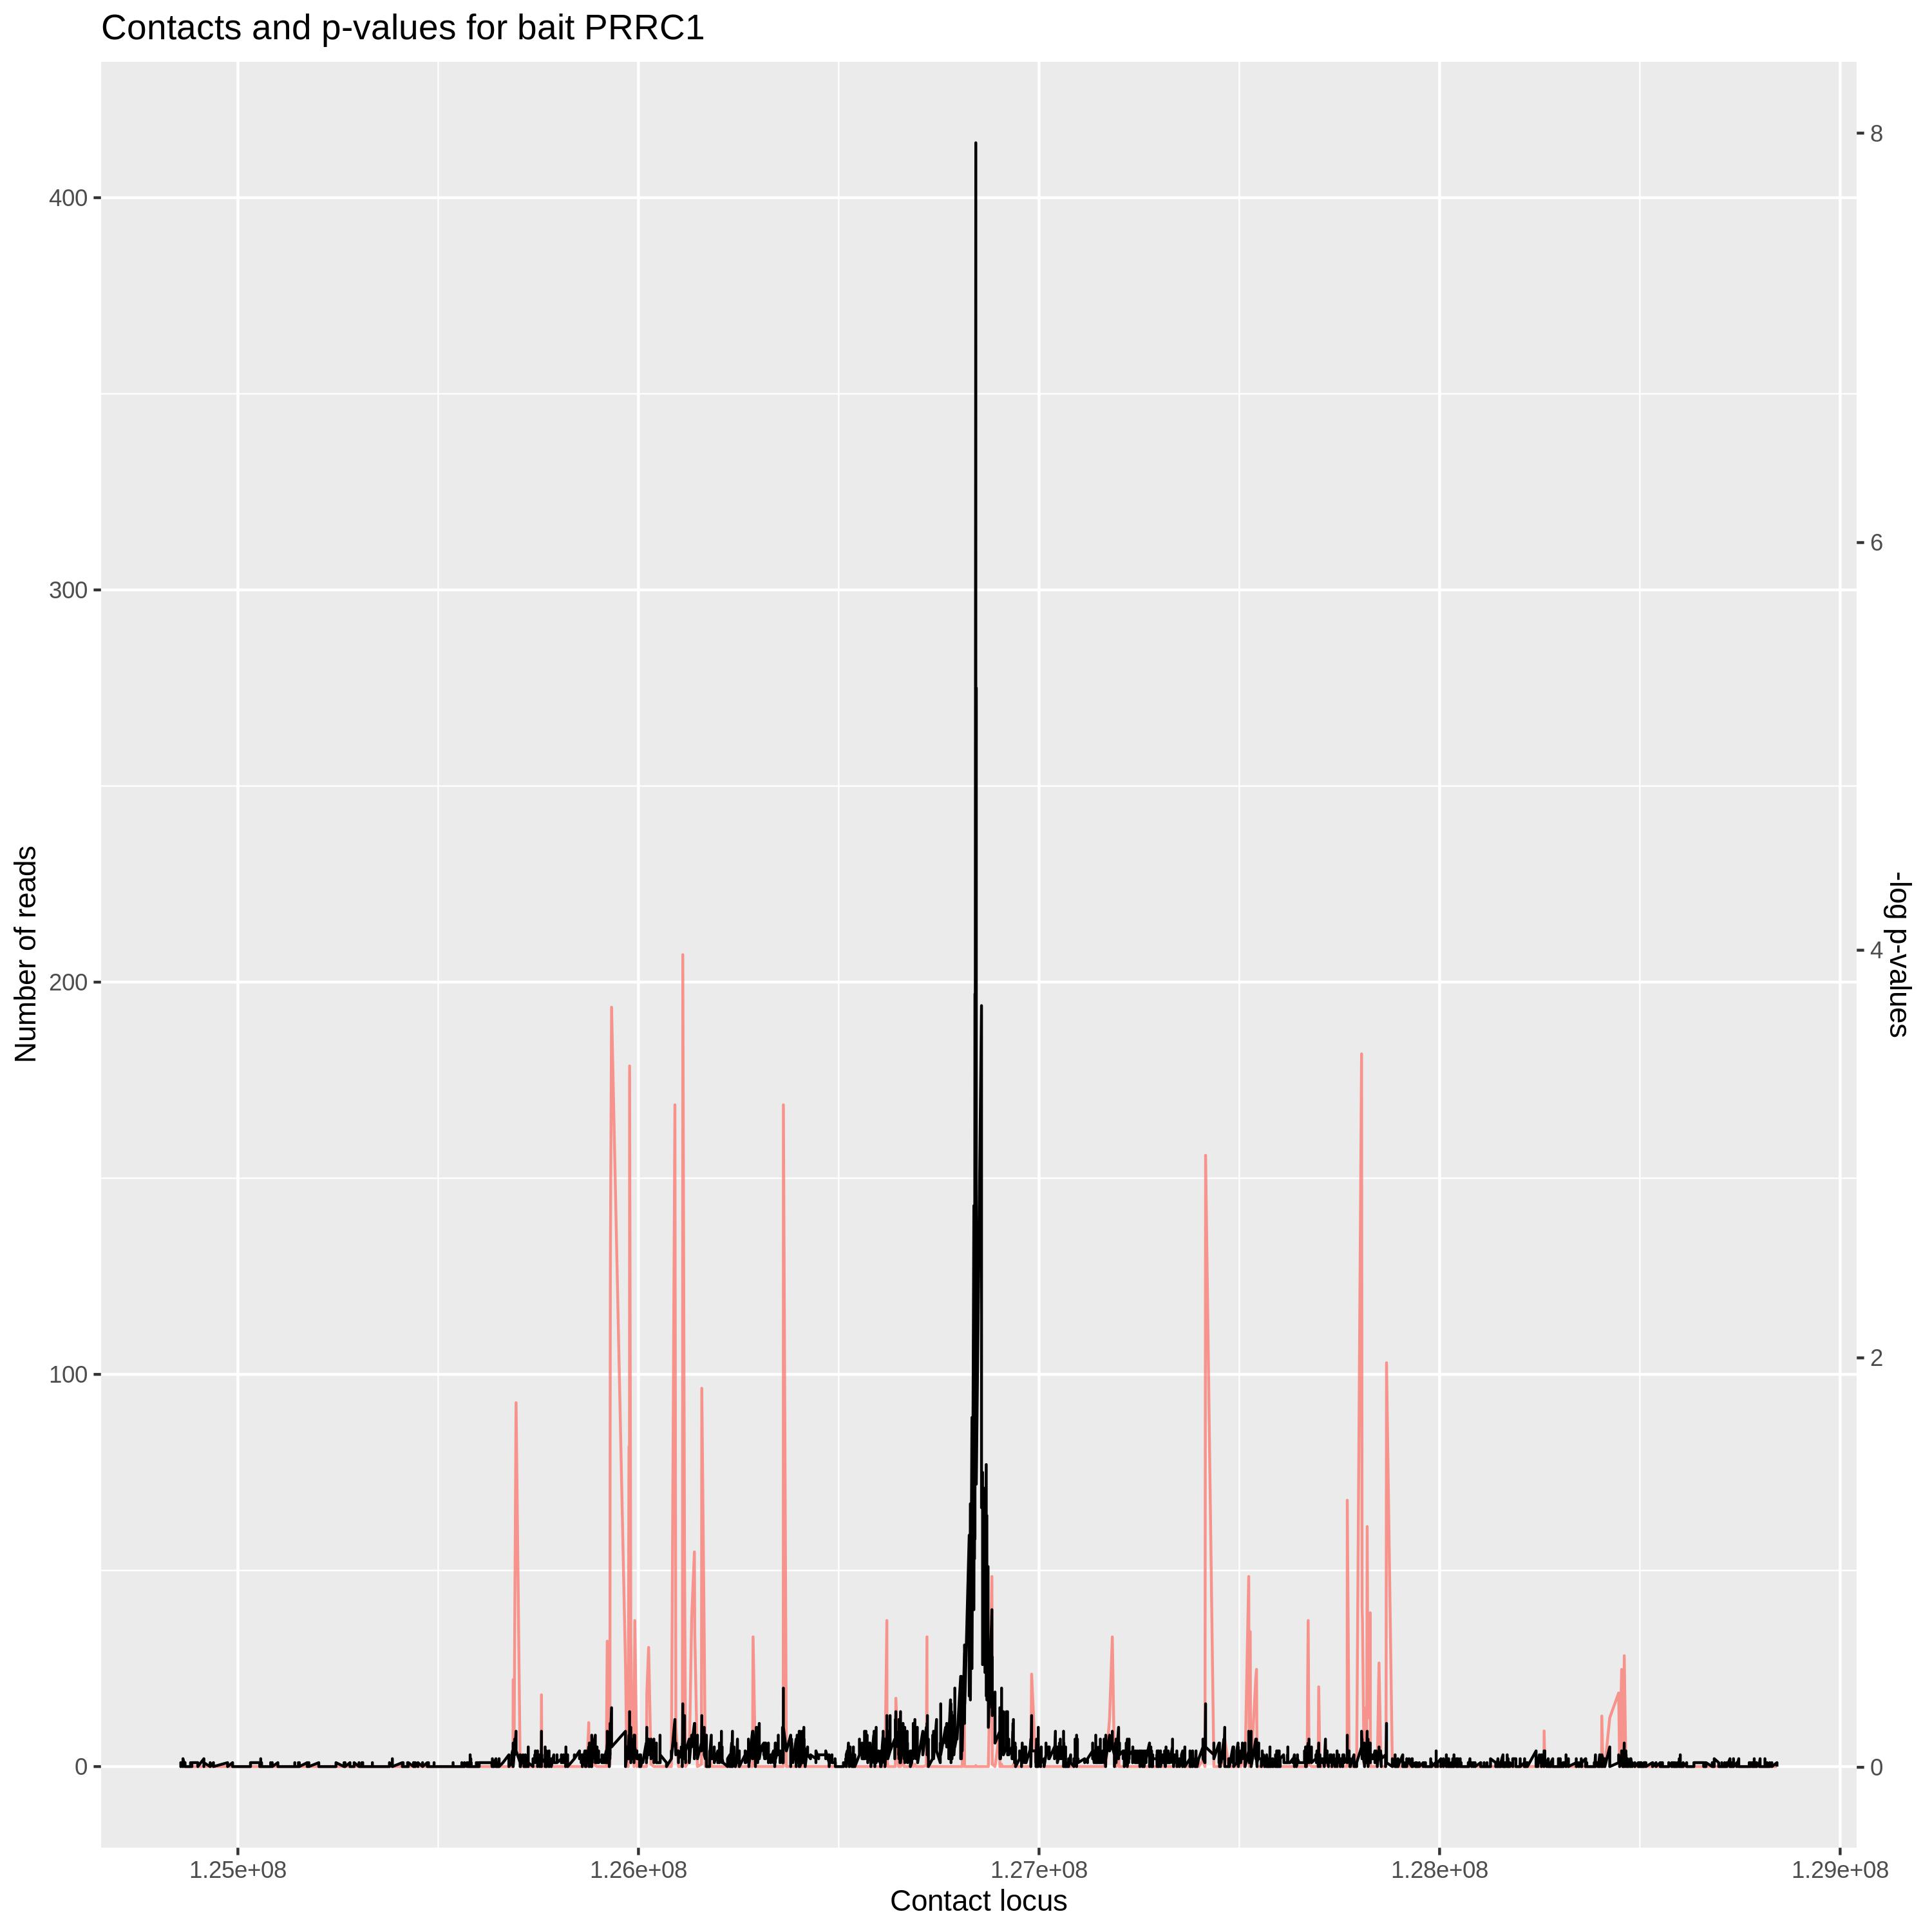 Contacts and p-values for bait PRRC1
400
300
200
100
0
8
6
4
2
0
Number of reads
-log p-values
1.25e+08 1.26e+08 1.27e+08 1.28e+08 1.29e+08
Contact locus